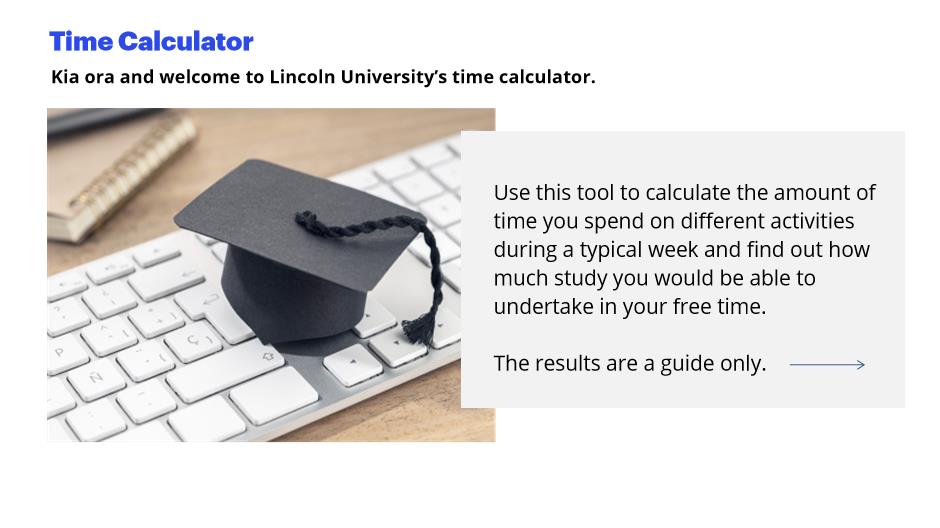 Time Calculator
Kia ora and welcome to Lincoln University’s time calculator.
Use this tool to calculate the amount of
time you spend on different activities
during a typical week and find out how
much study you would be able to
undertake in your free time.
The results are a guide only.
P
Ñ
Ç